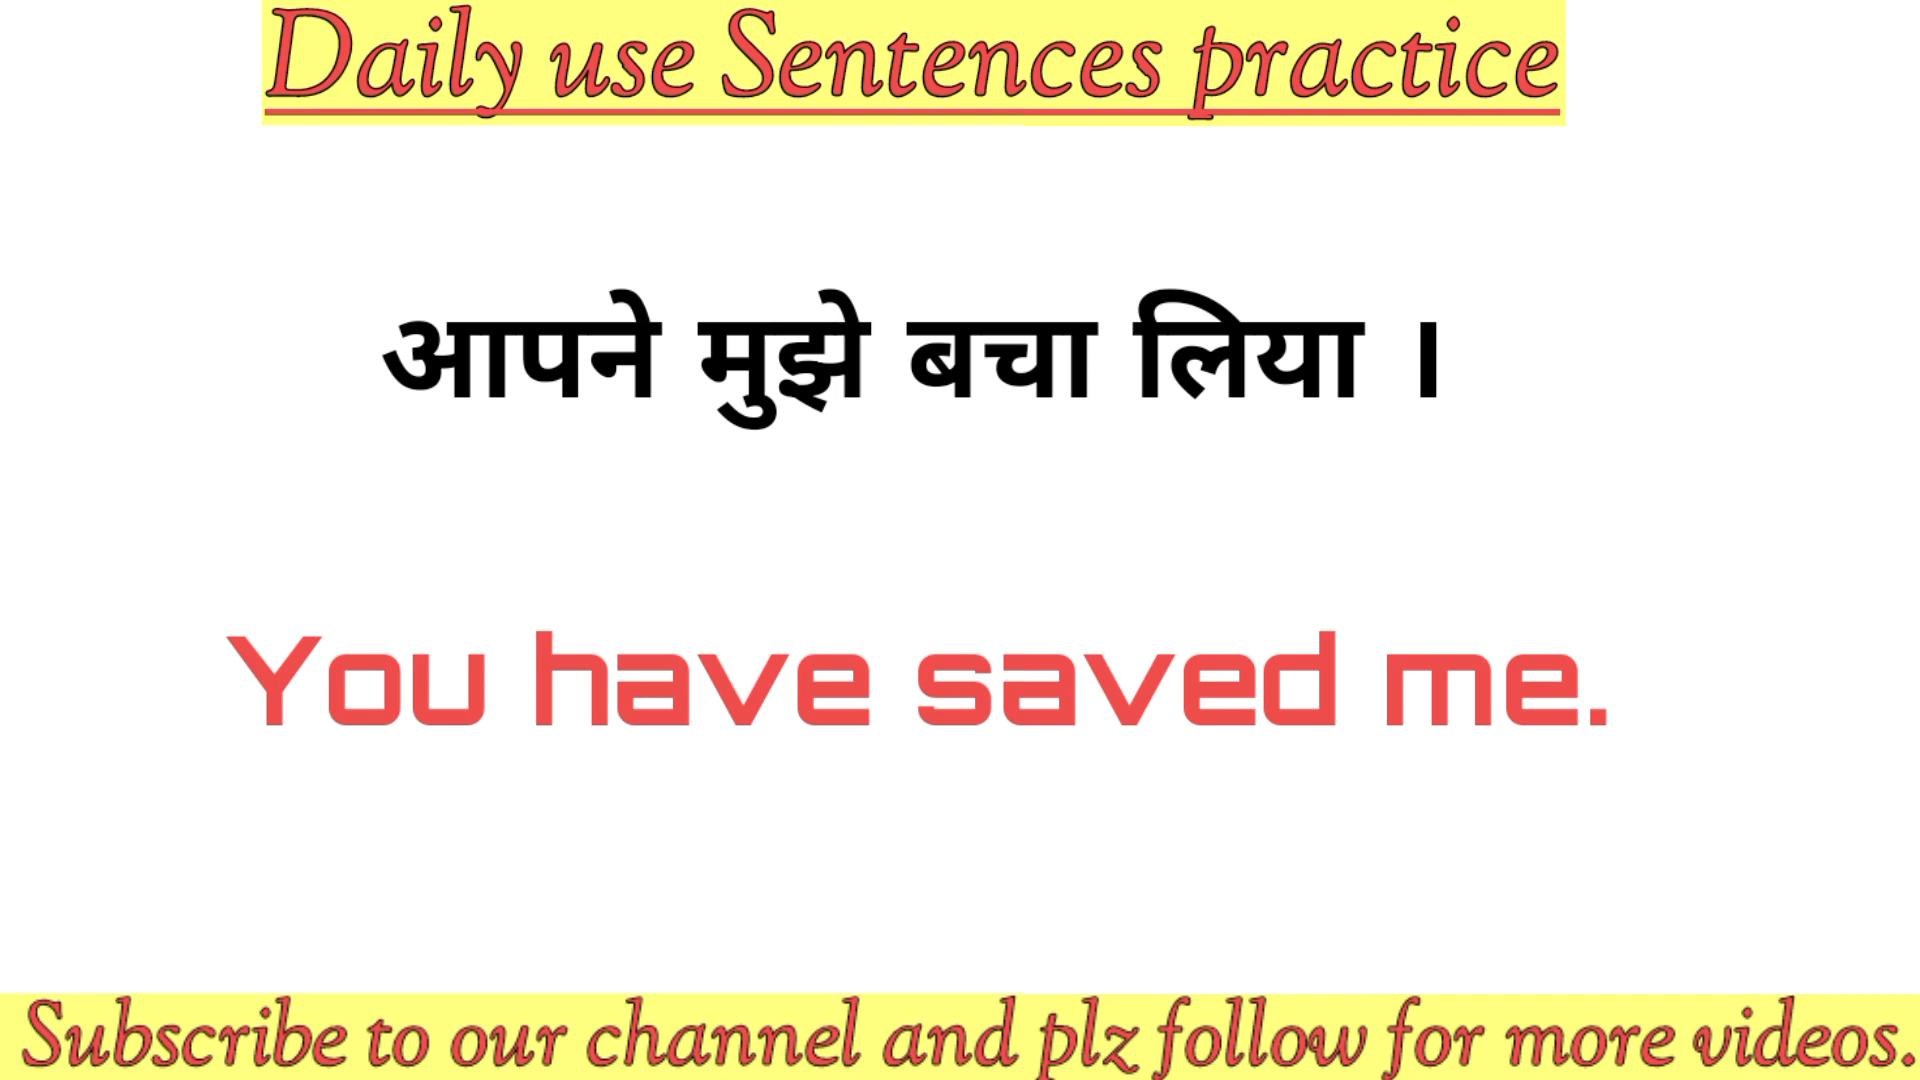 Daily use Sentences practice
आपने मुझे बचा लिया ।
You have saved me.
Subscribe to our channel and plz follow for more videos.